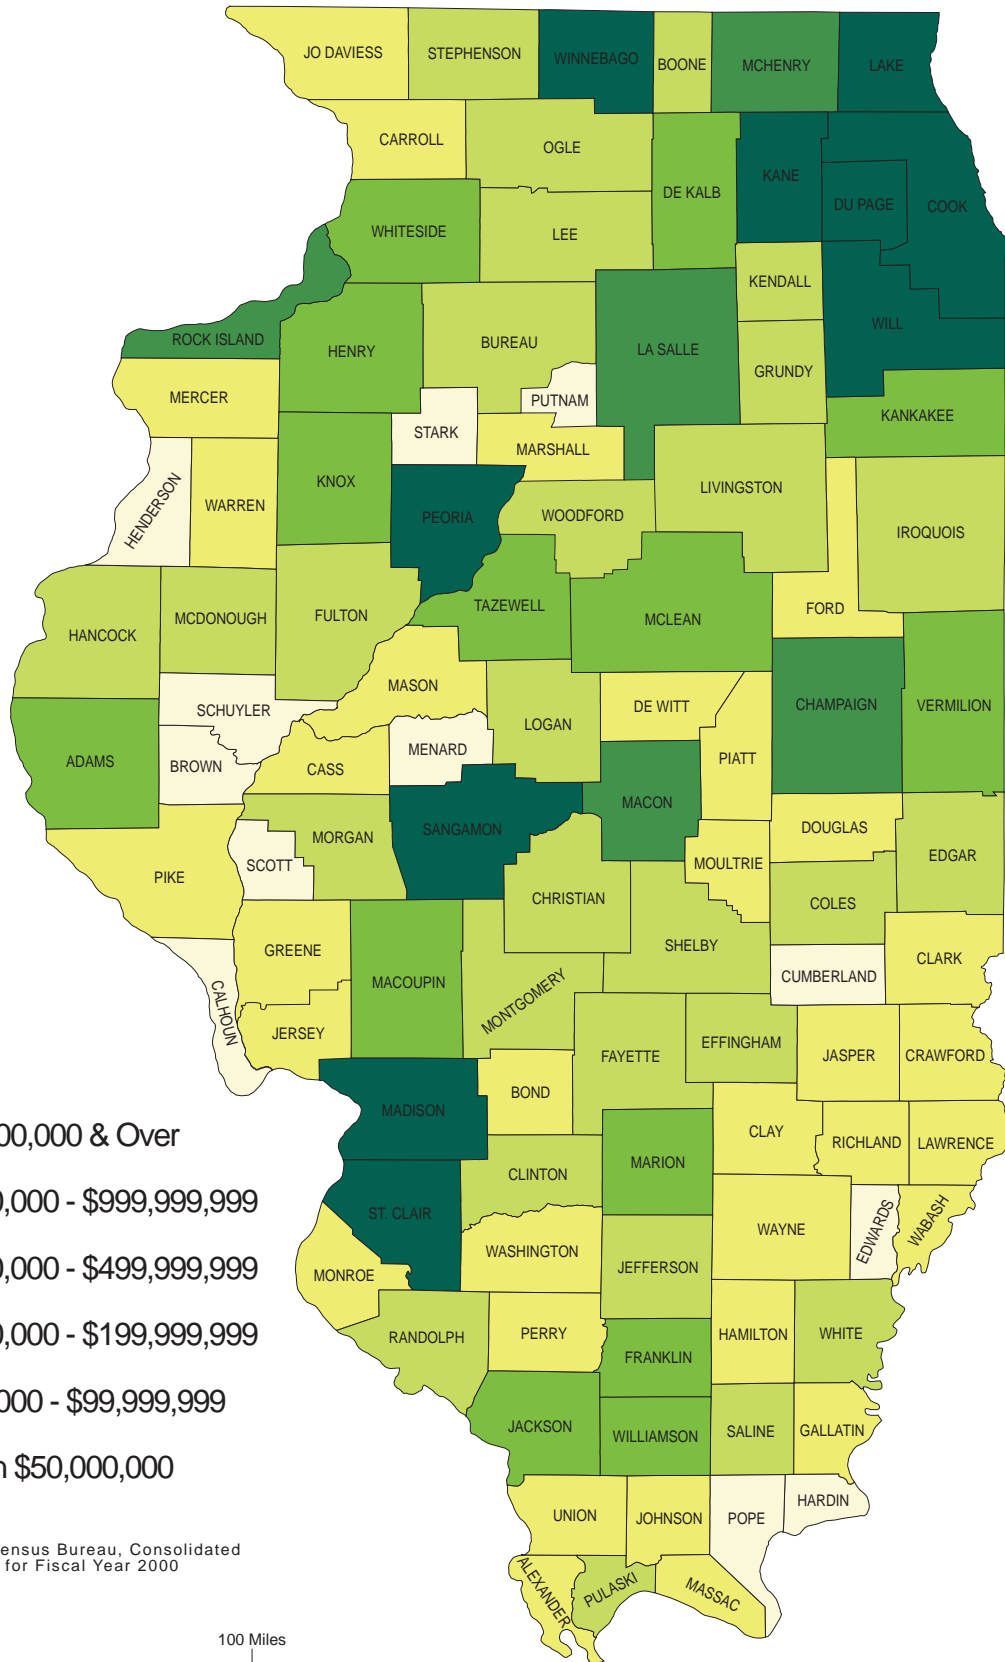 JO DAVIESS
STEPHENSON
WINNEBAGO
BOONE
MCHENRY
LAKE
CARROLL
OGLE
DE KALB
KANE
DU PAGE
COOK
WHITESIDE
LEE
KENDALL
ROCK ISLAND
HENRY
BUREAU
LA SALLE
WILL
GRUNDY
MERCER
PUTNAM
KANKAKEE
STARK
MARSHALL
HENDERSON
WARREN
KNOX
PEORIA
WOODFORD
LIVINGSTON
IROQUOIS
HANCOCK
MCDONOUGH
FULTON
TAZEWELL
MCLEAN
FORD
MASON
SCHUYLER
LOGAN
DE WITT
CHAMPAIGN
VERMILION
ADAMS
BROWN
CASS
MENARD
PIATT
MACON
SANGAMON
MORGAN
SCOTT
PIKE
CHRISTIAN
MOULTRIE
DOUGLAS
EDGAR
COLES
SHELBY
GREENE
MACOUPIN
MONTGOMERY
CUMBERLAND
CLARK
CALHOUN
JERSEY
FAYETTE
EFFINGHAM
JASPER
CRAWFORD
MADISON
BOND
CLAY
RICHLAND
LAWRENCE
00,000 & Over
CLINTON
MARION
0,000 - $999,999,999
ST. CLAIR
WASHINGTON
WAYNE
EDWARDS
WABASH
0,000 - $499,999,999
MONROE
JEFFERSON
0,000 - $199,999,999
RANDOLPH
PERRY
HAMILTON
WHITE
FRANKLIN
000 - $99,999,999
JACKSON
WILLIAMSON
SALINE
GALLATIN
n $50,000,000
UNION
JOHNSON
POPE
HARDIN
ensus Bureau, Consolidated
for Fiscal Year 2000
ALEXANDER
PULASKI
MASSAC
100 Miles